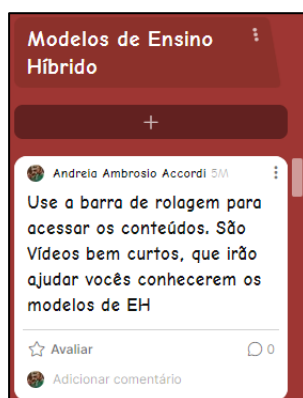 Modelos de Ensino
Híbrido
+
Andreia Ambrosio Accordi 5M
Use a barra de rolagem para
acessar os conteúdos. São
Vídeos bem curtos, que irão
ajudar vocês conhecerem os
modelos de EH
Avaliar 0
Adicionar comentário